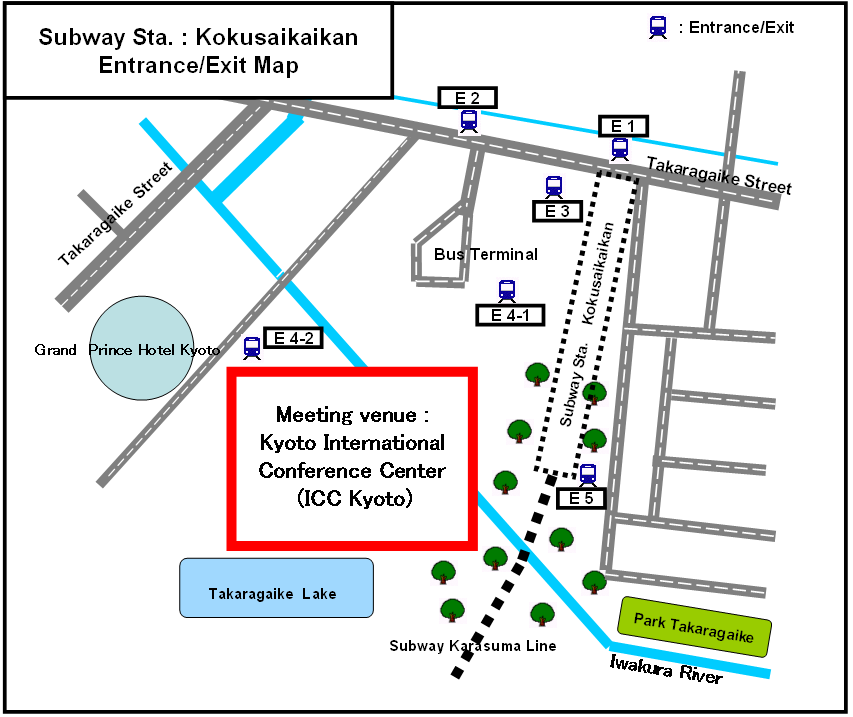 Subway Sta. : Kokusaikaikan
Entrance/Exit Map
: Entrance/Exit
E 2
E 1
Takaragaike Street
Takaragaike Street
E 3
Bus Terminal
Subway Sta. Kokusaikaikan
E 4-1
E 4-2
Grand Prince Hotel Kyoto
Meeting venue :
Kyoto International
Conference Center
(ICC Kyoto)
E 5
Takaragaike Lake
Park Takaragaike
Subway Karasuma Line
Iwakura River